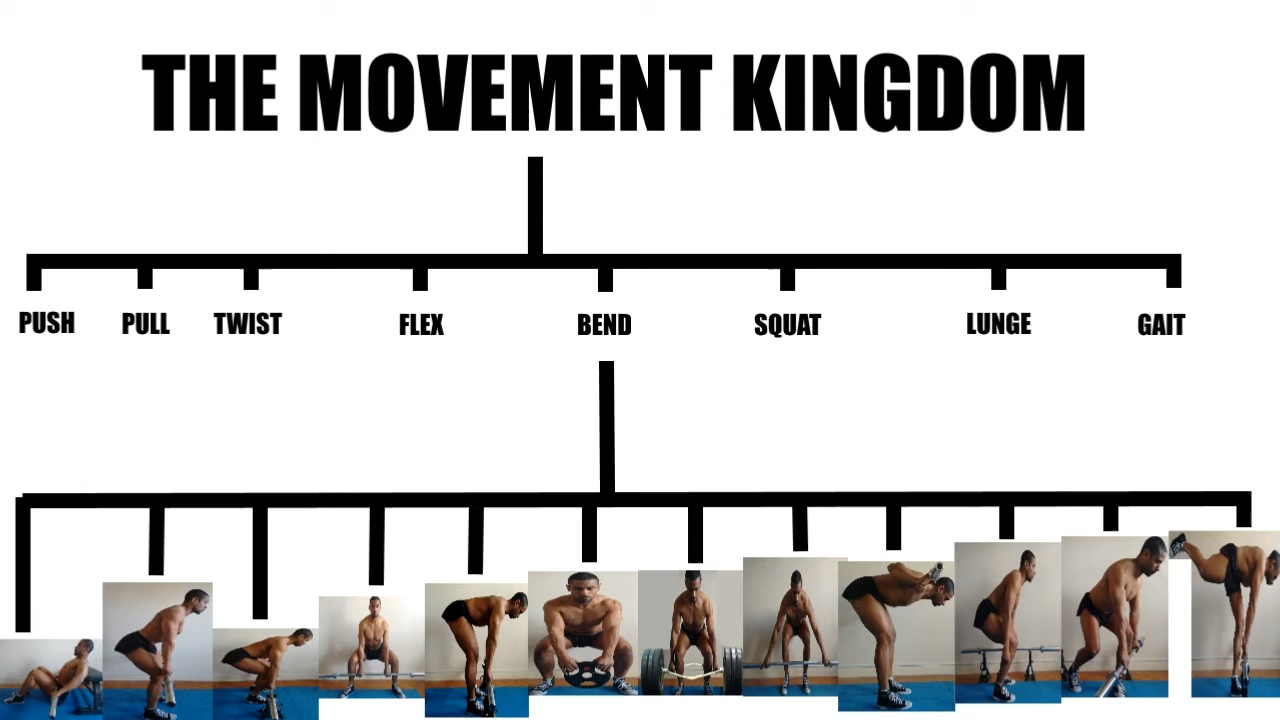 THE MOVEMENT KINGDOM
PUSH PULL TWIST FLEX BEND SQUAT LUNGE GAIT